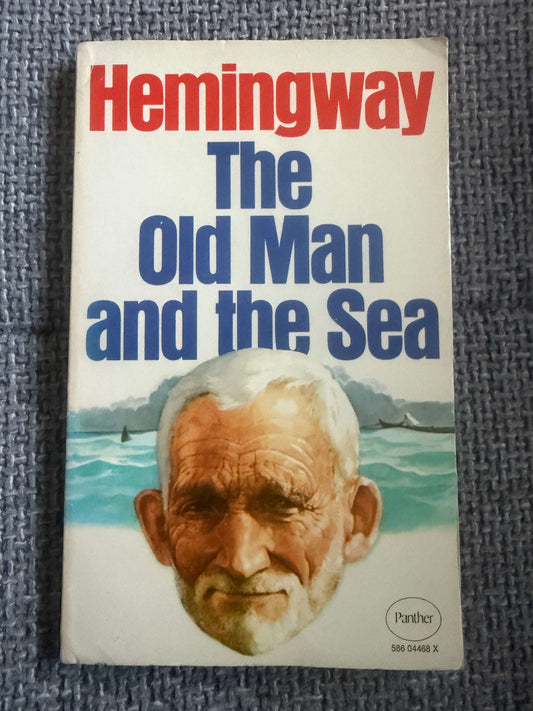 Hemingway
The
Old Man
and the Sea
Panther
586 04468 X